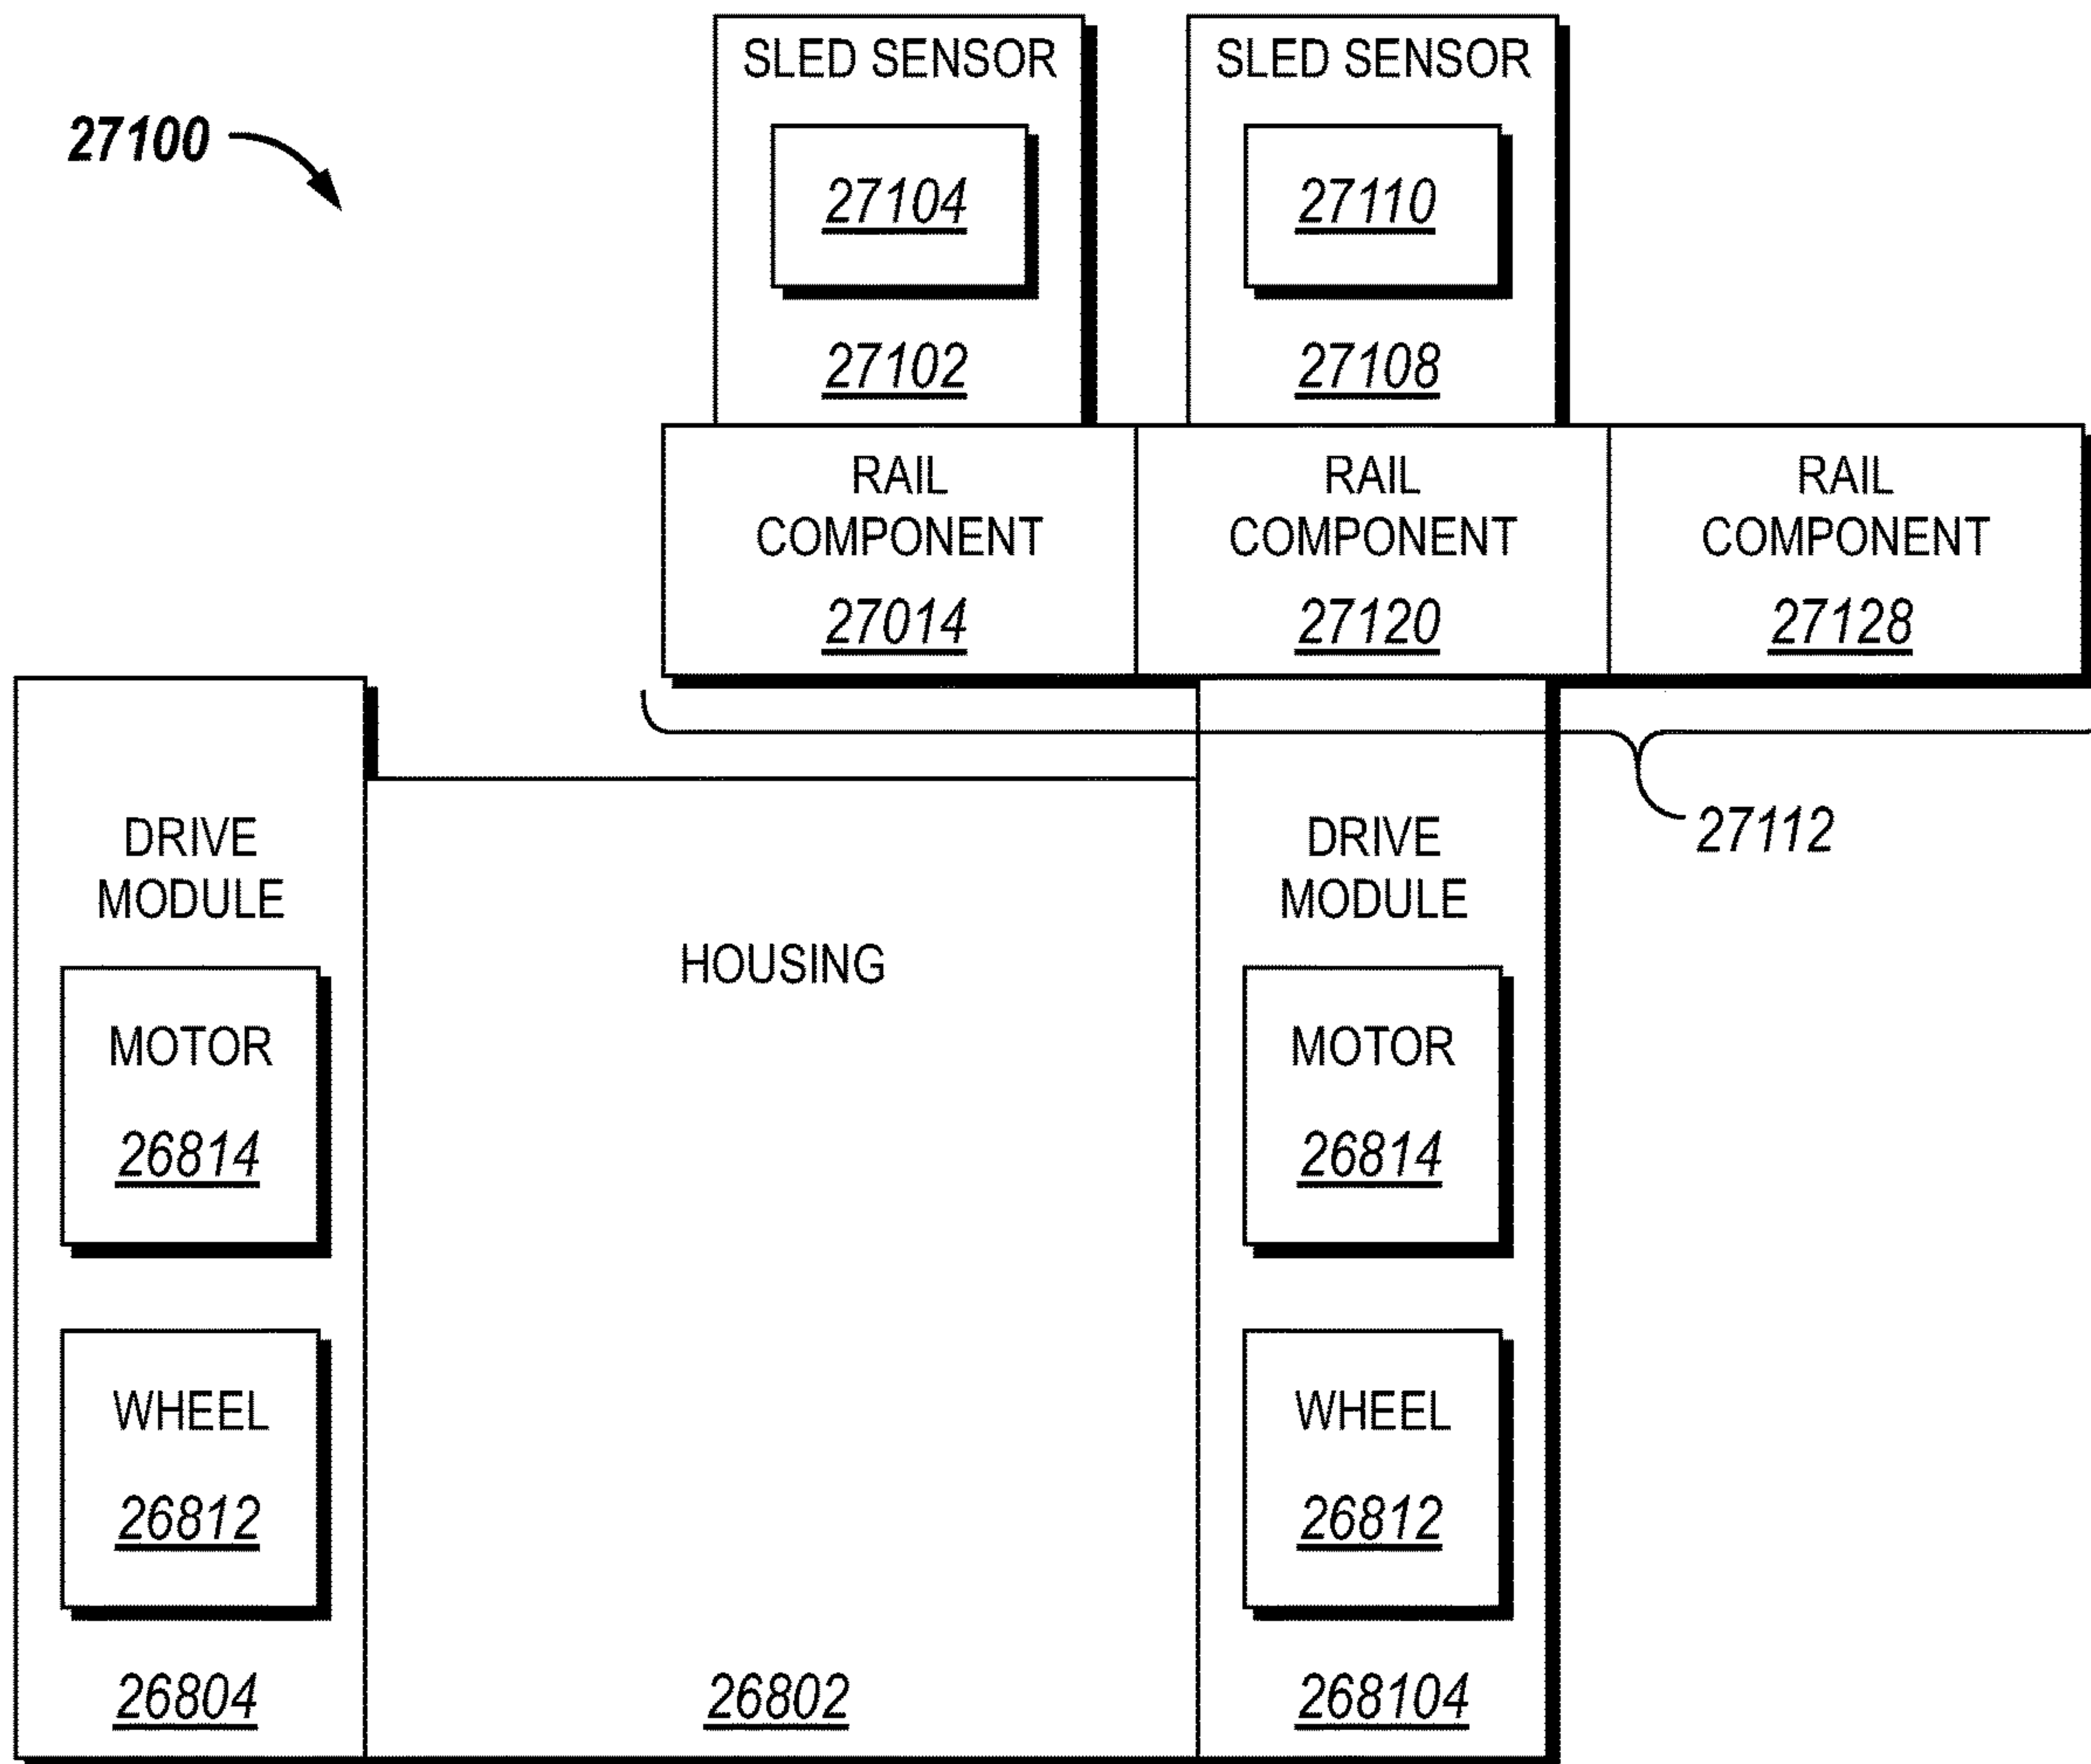 27100
SLED SENSOR
27104
27102
SLED SENSOR
27110
27108
RAIL
COMPONENT
27014
RAIL
COMPONENT
27120
RAIL
COMPONENT
27128
27112
DRIVE
MODULE
MOTOR
26814
WHEEL
26812
26804
HOUSING
26802
DRIVE
MODULE
MOTOR
26814
WHEEL
26812
268104